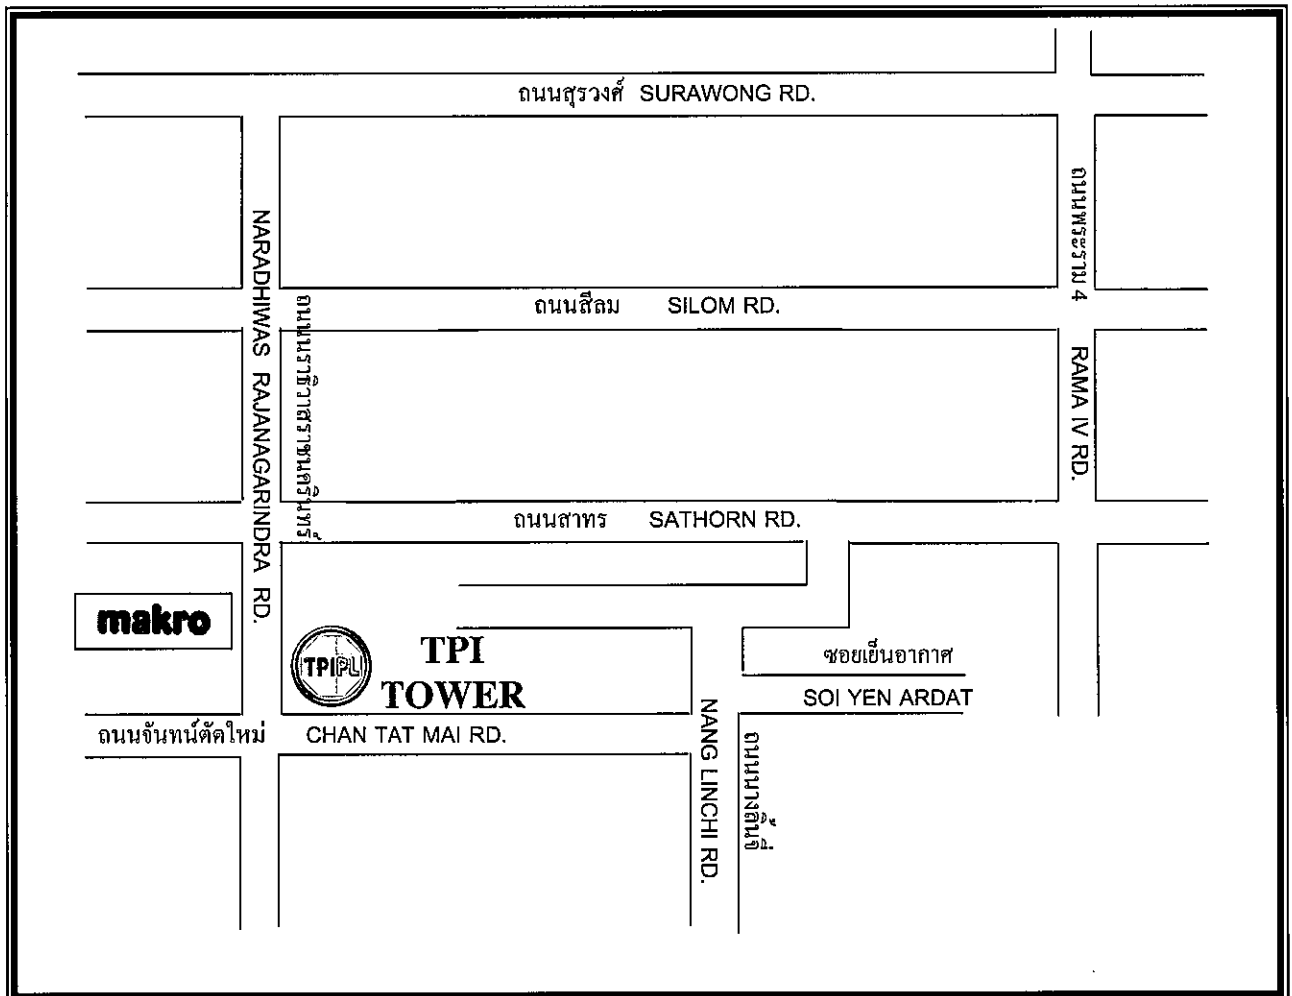 ถนนสุรวงศ์ SURAWONG RD.
ถนนพระราม 4
RAMA IV RD.
NARADHIWAS RAJANAGARINDRA RD.
ถนนนราธิวาสราชนครินทร์
ถนนสีลม SILOM RD.
ถนนสาทร SATHORN RD.
makro
TPIPL
TPI
TOWER
ซอยเย็นอากาศ
SOI YEN ARDAT
ถนนจันทน์ตัดใหม่ CHAN TAT MAI RD.
NANG LINCHI RD.
ถนนนางลิ้นจี่